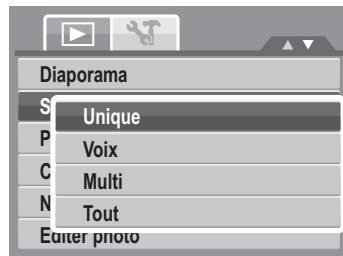 Diaporama
S
Unique
P
Voix
C
Multi
N
Tout
Editer photo